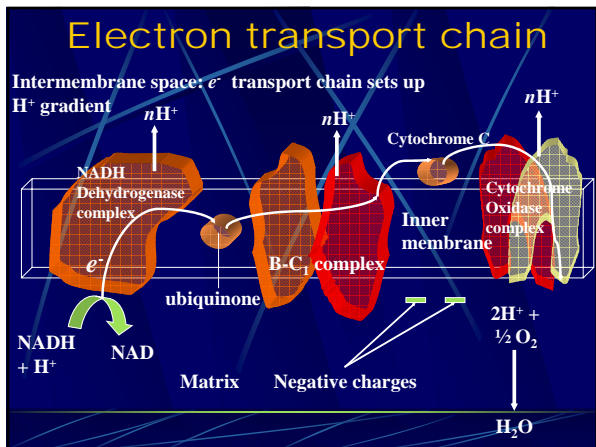 Electron transport chain
Intermembrane space: e⁻ transport chain sets up
H⁺ gradient
nH⁺
nH⁺
nH⁺
Cytochrome C
NADH
Dehydrogenase
complex
Cytochrome
Oxidase
complex
Inner
membrane
e⁻
B-C₁ complex
ubiquinone
NADH
+ H⁺
NAD
2H⁺ +
½ O₂
Matrix
Negative charges
H₂O